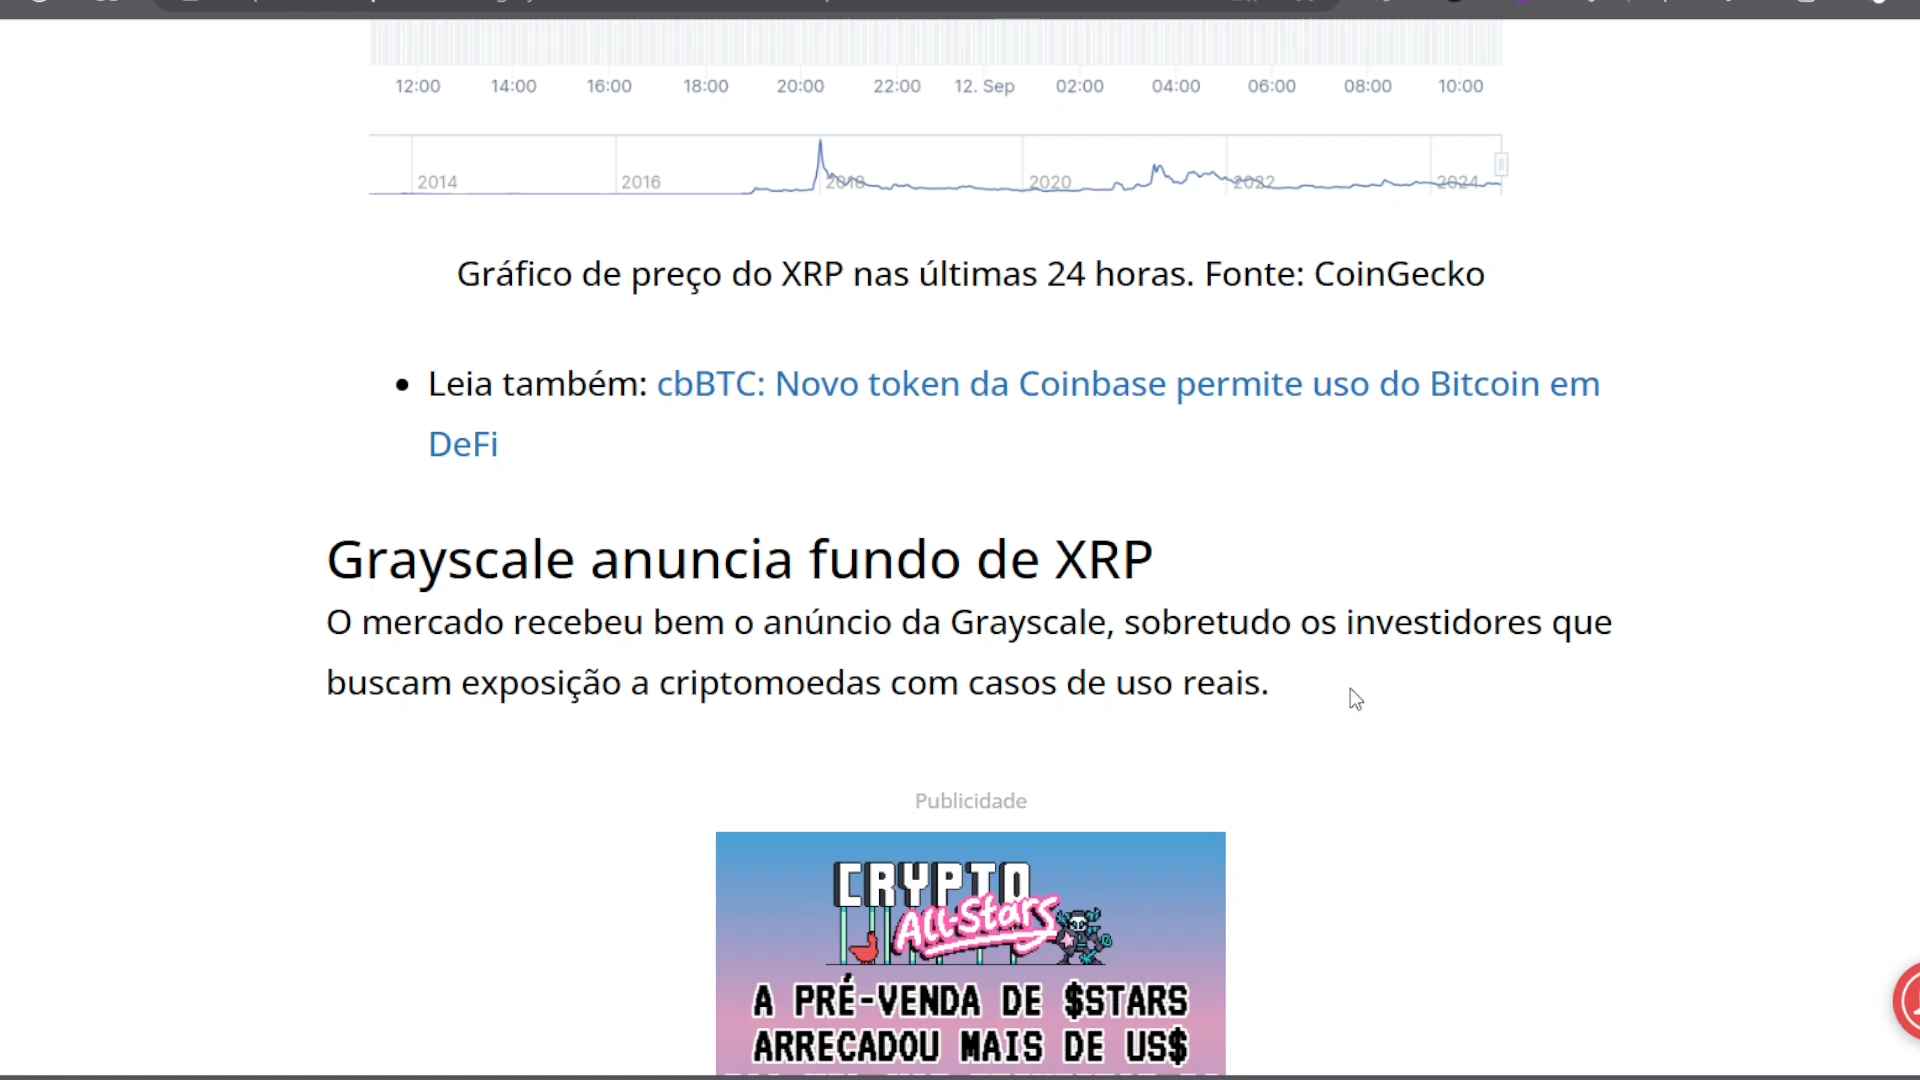 12:00 14:00 16:00 18:00 20:00 22:00 12. Sep 02:00 04:00 06:00 08:00 10:00
2014 2016 2018 2020 2022 2024
Gráfico de preço do XRP nas últimas 24 horas. Fonte: CoinGecko
• Leia também: cbBTC: Novo token da Coinbase permite uso do Bitcoin em
DeFi
Grayscale anuncia fundo de XRP
O mercado recebeu bem o anúncio da Grayscale, sobretudo os investidores que
buscam exposição a criptomoedas com casos de uso reais.
Publicidade
CRYPTO
All-Stars
A PRÉ-VENDA DE $STARS
ARRECADOU MAIS DE US$